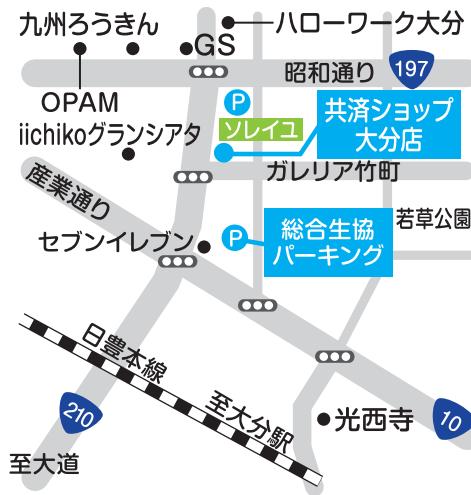 九州ろうきん
ハローワーク大分
GS
昭和通り
197
OPAM
P
共済ショップ
大分店
iichikoグランシアタ
ソレイユ
ガレリア竹町
産業通り
若草公園
セブンイレブン
P
総合生協
パーキング
日豊本線
至大分駅
210
光西寺
10
至大道